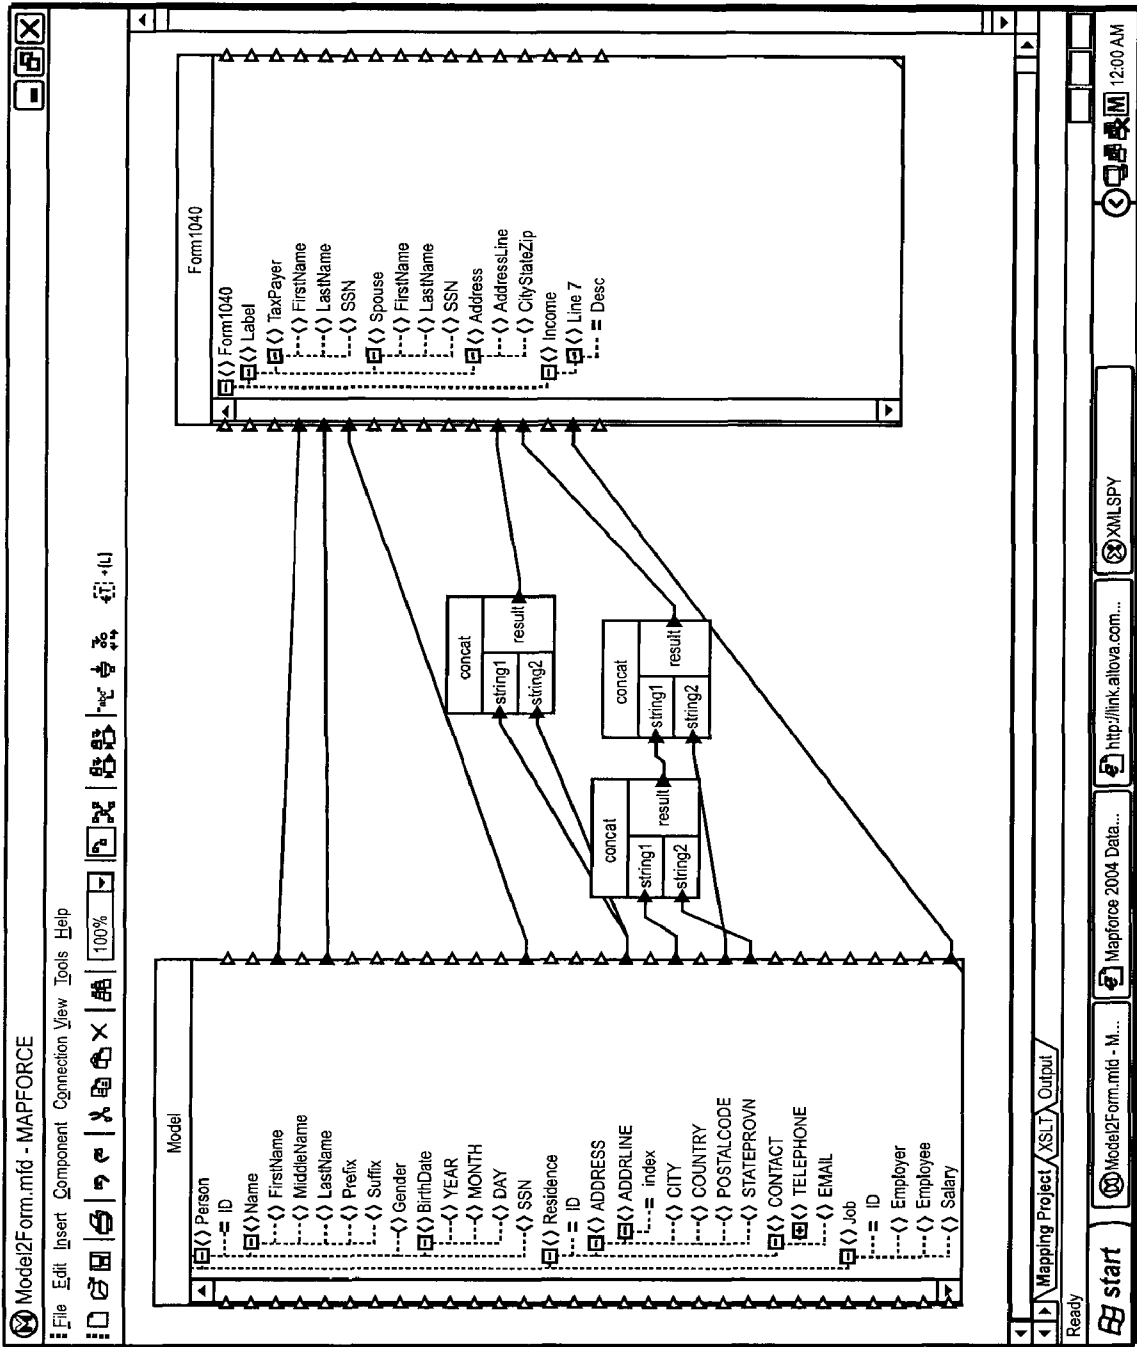 Model2Form.mfd - MAPFORCE
File Edit Insert Component Connection View Tools Help
100%
Model
Person
= ID
Name
FirstName
MiddleName
LastName
Prefix
Suffix
Gender
BirthDate
YEAR
MONTH
DAY
SSN
Residence
= ID
ADDRESS
ADDRLINE
= index
CITY
COUNTRY
POSTALCODE
STATEPROVN
CONTACT
TELEPHONE
EMAIL
Job
= ID
Employer
Employee
Salary
concat
string1
string2
result
concat
string1
string2
result
concat
string1
string2
result
Form1040
Form1040
Label
TaxPayer
FirstName
LastName
SSN
Spouse
FirstName
LastName
SSN
Address
AddressLine
CityStateZip
Income
Line 7
= Desc
Mapping Project XSLT Output
Ready
start
Model2Form.mfd - M...
Mapforce 2004 Data...
http://link.altova.com...
XMLSPY
12:00 AM